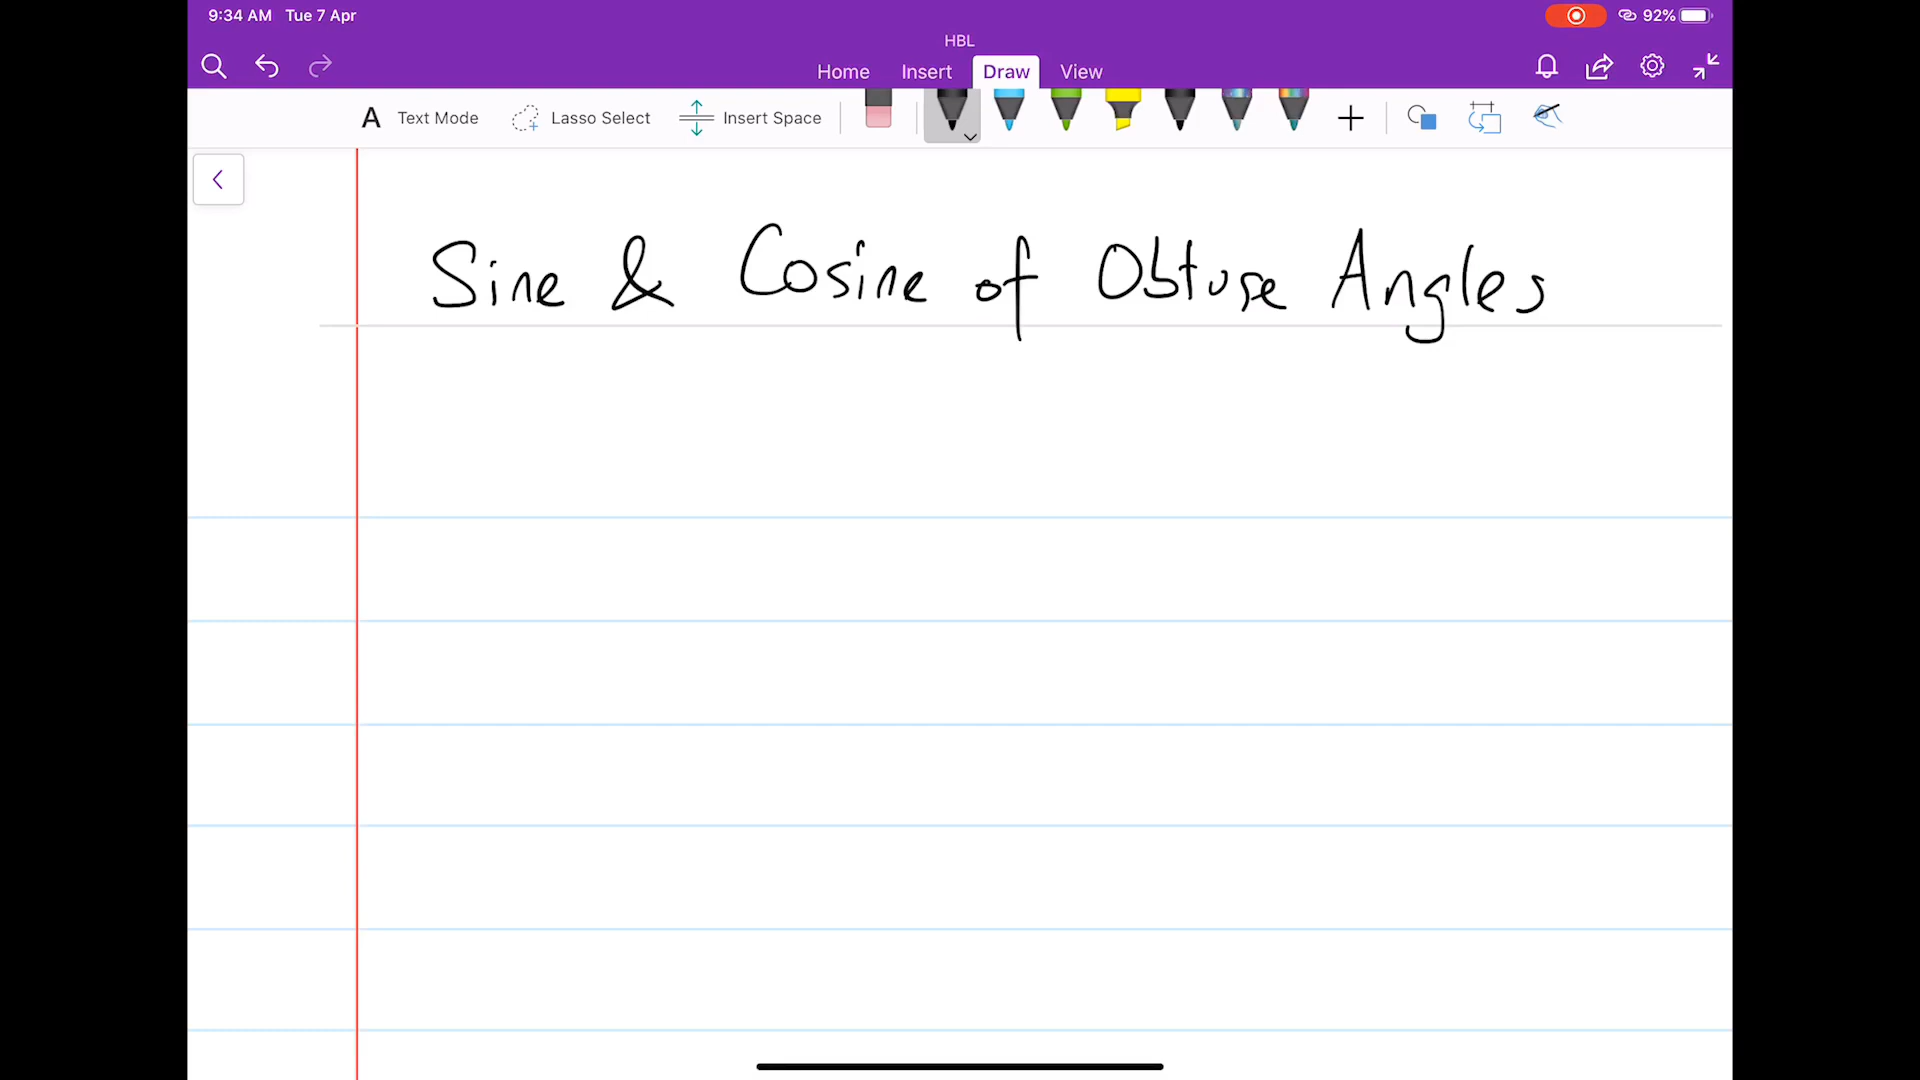 9:34 AM Tue 7 Apr
92%
HBL
Home Insert Draw View
A Text Mode Lasso Select Insert Space
Sine & Cosine of Obtuse Angles